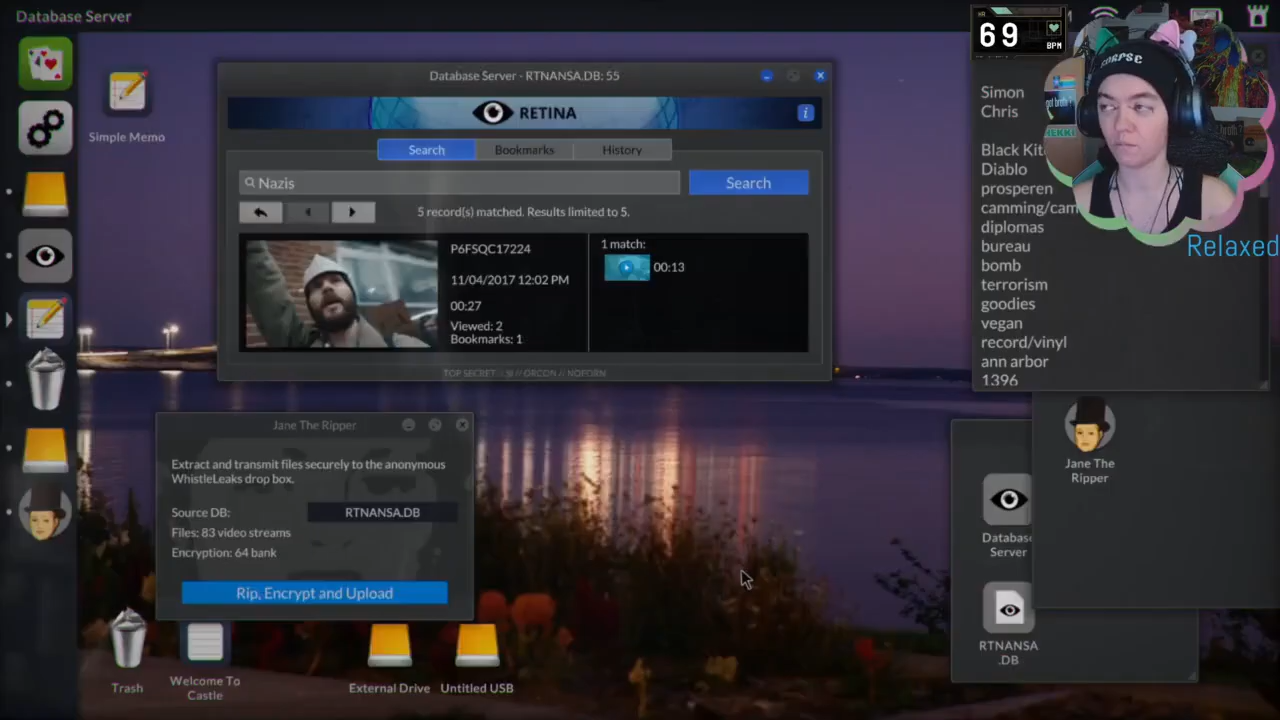 Database Server
Simple Memo
Database Server - RTNANSA.DB: 55
RETINA
i
Search
Bookmarks
History
Nazis
Search
5 record(s) matched. Results limited to 5.
P6FSQC17224
11/04/2017 12:02 PM
00:27
Viewed: 2
Bookmarks: 1
1 match:
00:13
TOP SECRET // SI // ORCON // NOFORN
Jane The Ripper
Extract and transmit files securely to the anonymous
WhistleLeaks drop box.
Source DB:
RTNANSA.DB
Files: 83 video streams
Encryption: 64 bank
Rip, Encrypt and Upload
Trash
Welcome To
Castle
External Drive
Untitled USB
69
BPM
Relaxed
Simon
Chris
Black Kit
Diablo
prosperen
camming/cam
diplomas
bureau
bomb
terrorism
goodies
vegan
record/vinyl
ann arbor
1396
Jane The
Ripper
Database
Server
RTNANSA
.DB